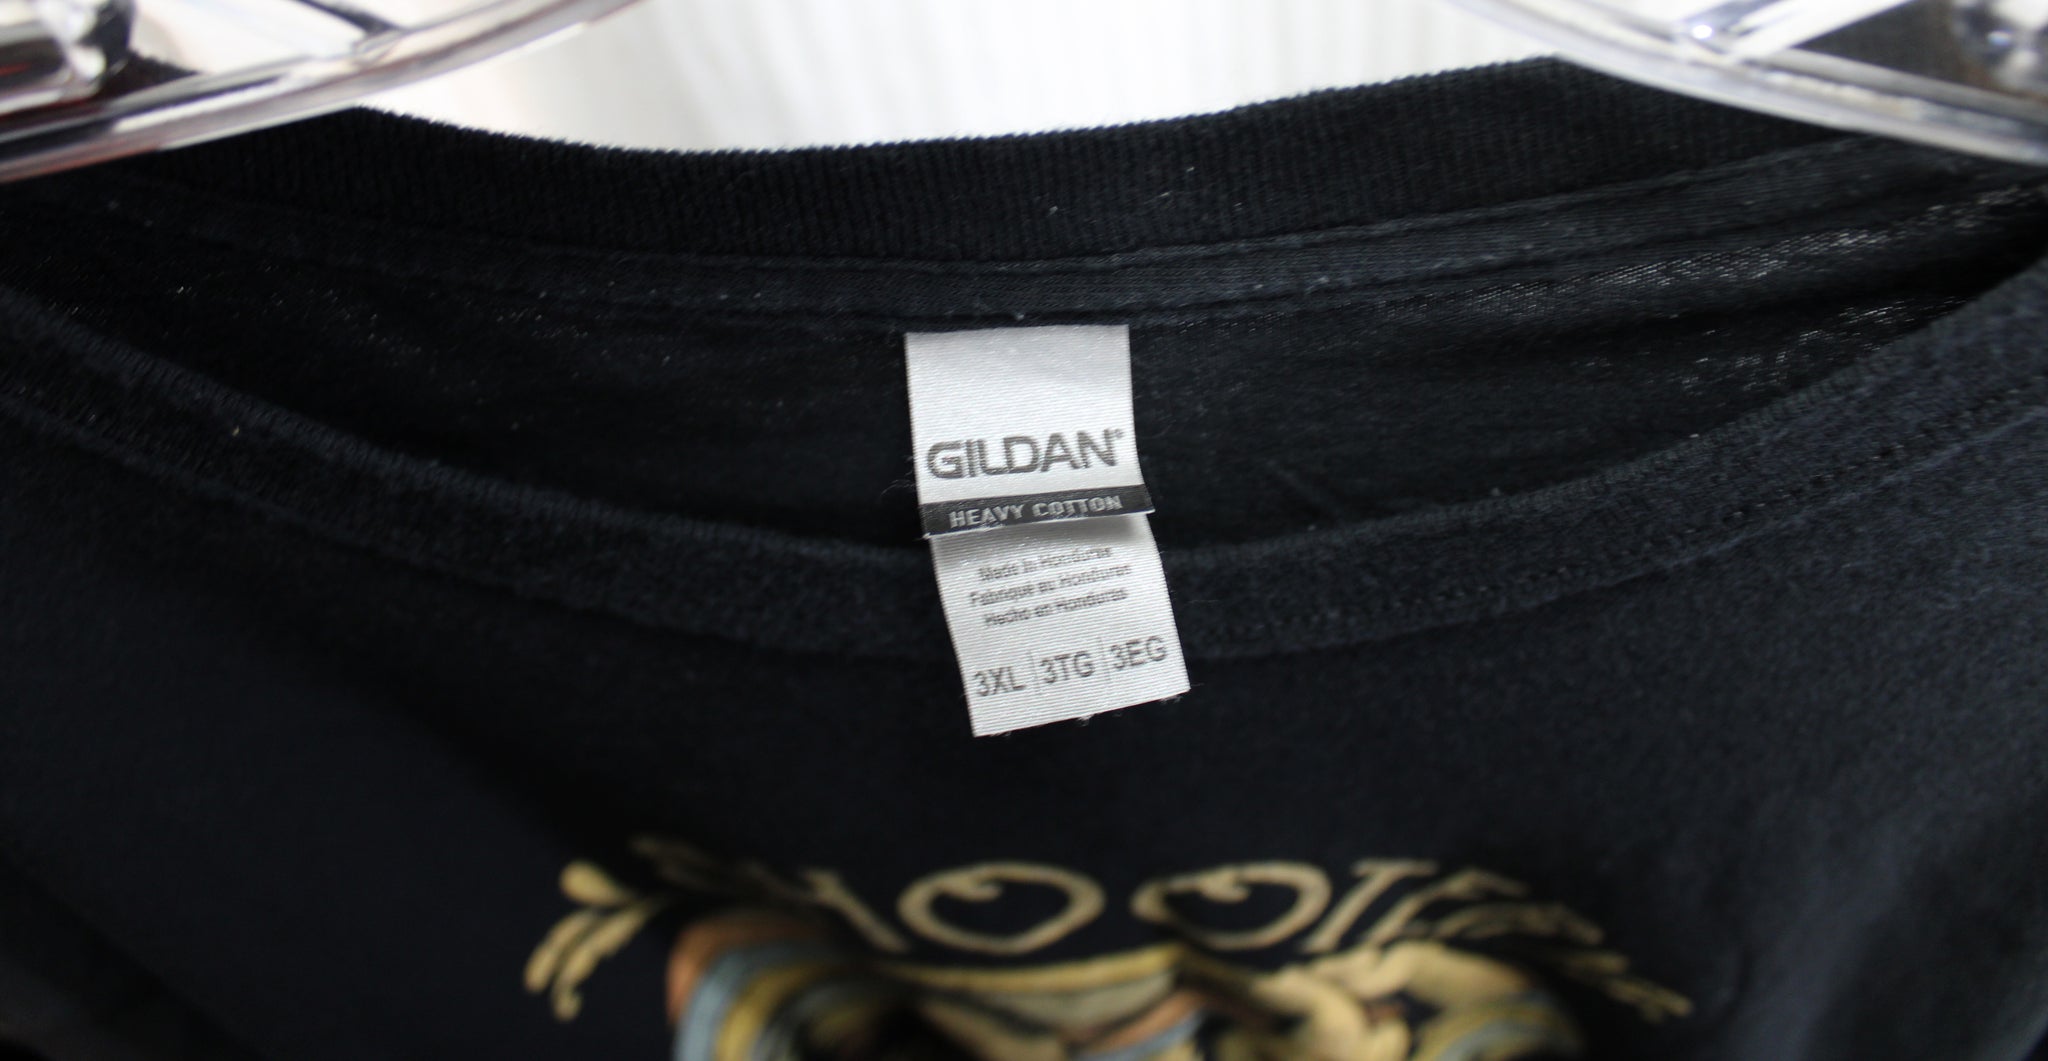 GILDAN®
HEAVY COTTON
Made in Honduras
Fabriqué au Honduras
Hecho en Honduras
3XL | 3TG | 3EG